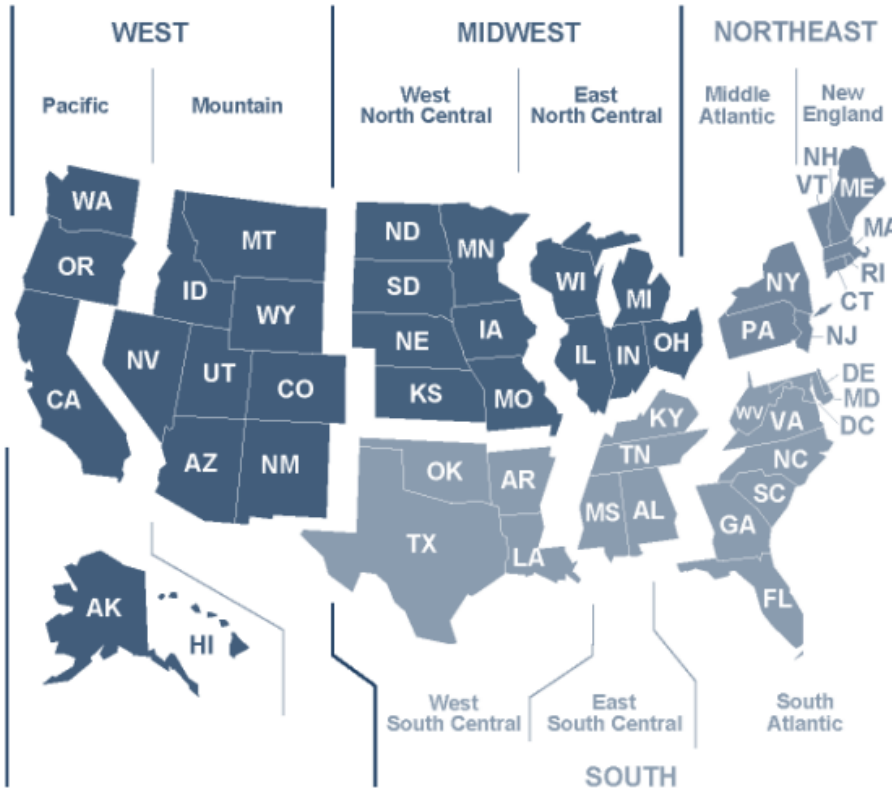 WEST
MIDWEST
NORTHEAST
Pacific
Mountain
West
North Central
East
North Central
Middle
Atlantic
New
England
NH
VT
ME
MA
RI
CT
NJ
NY
PA
WA
OR
CA
MT
ID
WY
NV
UT
CO
AZ
NM
ND
SD
NE
KS
MN
IA
MO
WI
MI
IL
IN
OH
DE
MD
DC
WV
VA
NC
SC
GA
FL
KY
TN
MS
AL
OK
AR
TX
LA
AK
HI
West
South Central
East
South Central
South
Atlantic
SOUTH